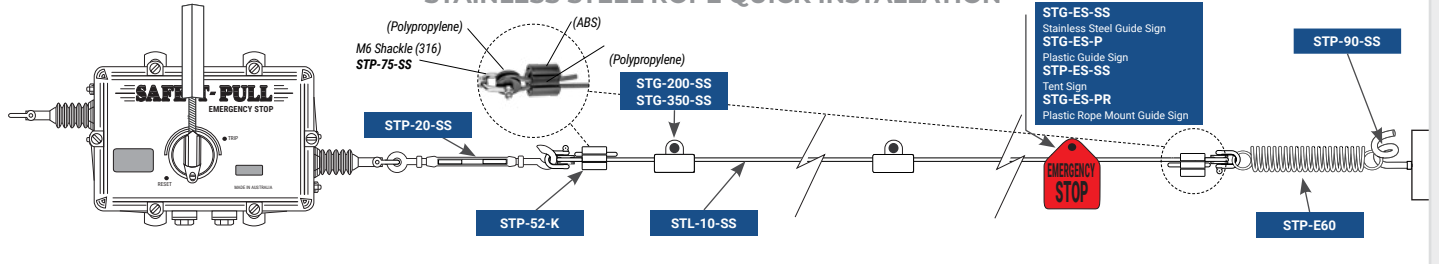 STAINLESS STEEL ROPE QUICK INSTALLATION
(Polypropylene)
(ABS)
M6 Shackle (316)
STP-75-SS
(Polypropylene)
STG-200-SS
STG-350-SS
STG-ES-SS
Stainless Steel Guide Sign
STG-ES-P
Plastic Guide Sign
STP-ES-SS
Tent Sign
STG-ES-PR
Plastic Rope Mount Guide Sign
STP-90-SS
EMERGENCY STOP
TRIP
RESET
MADE IN AUSTRALIA
STP-20-SS
EMERGENCY
STOP
STP-52-K
STL-10-SS
STP-E60